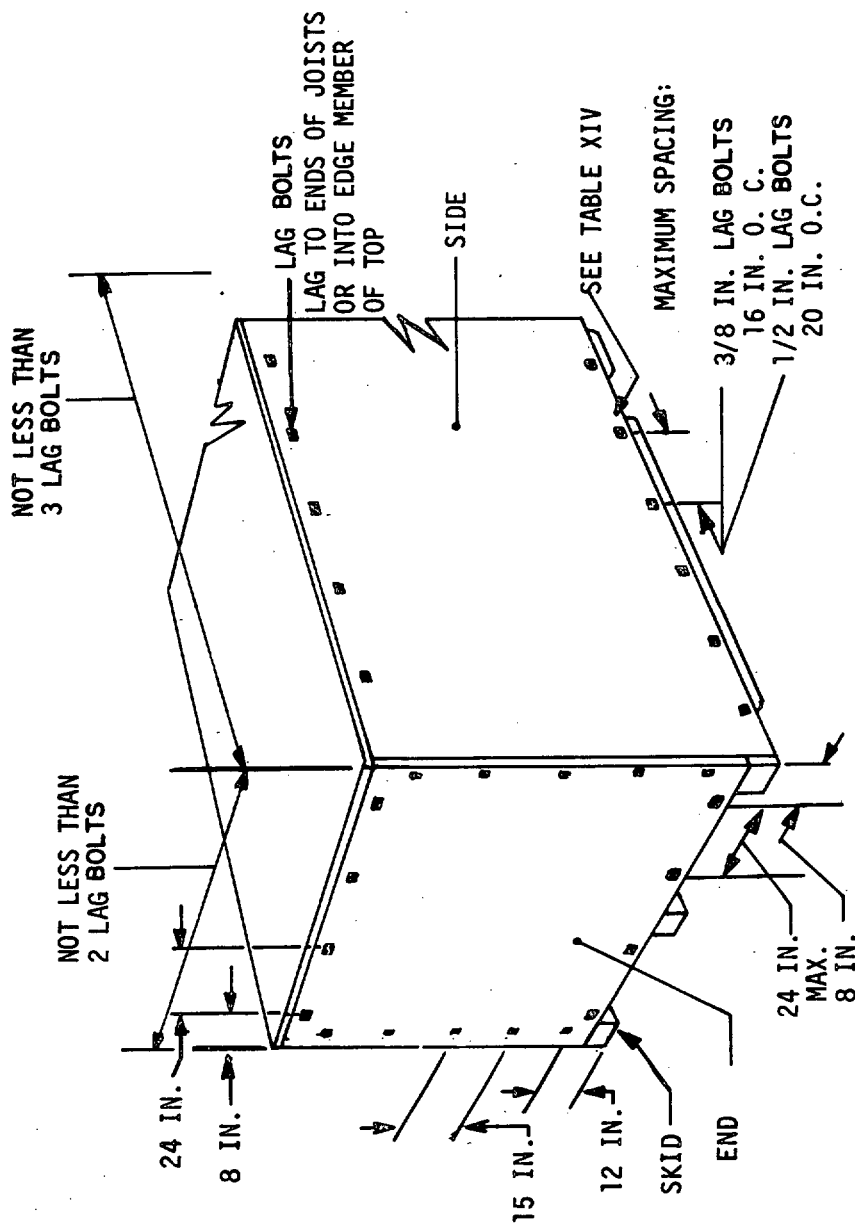 NOT LESS THAN
3 LAG BOLTS
NOT LESS THAN
2 LAG BOLTS
24 IN.
8 IN.
LAG BOLTS
LAG TO ENDS OF JOISTS
OR INTO EDGE MEMBER
OF TOP
SIDE
SEE TABLE XIV
MAXIMUM SPACING:
3/8 IN. LAG BOLTS
16 IN. O. C.
1/2 IN. LAG BOLTS
20 IN. O.C.
15 IN.
12 IN.
SKID
END
24 IN.
MAX.
8 IN.